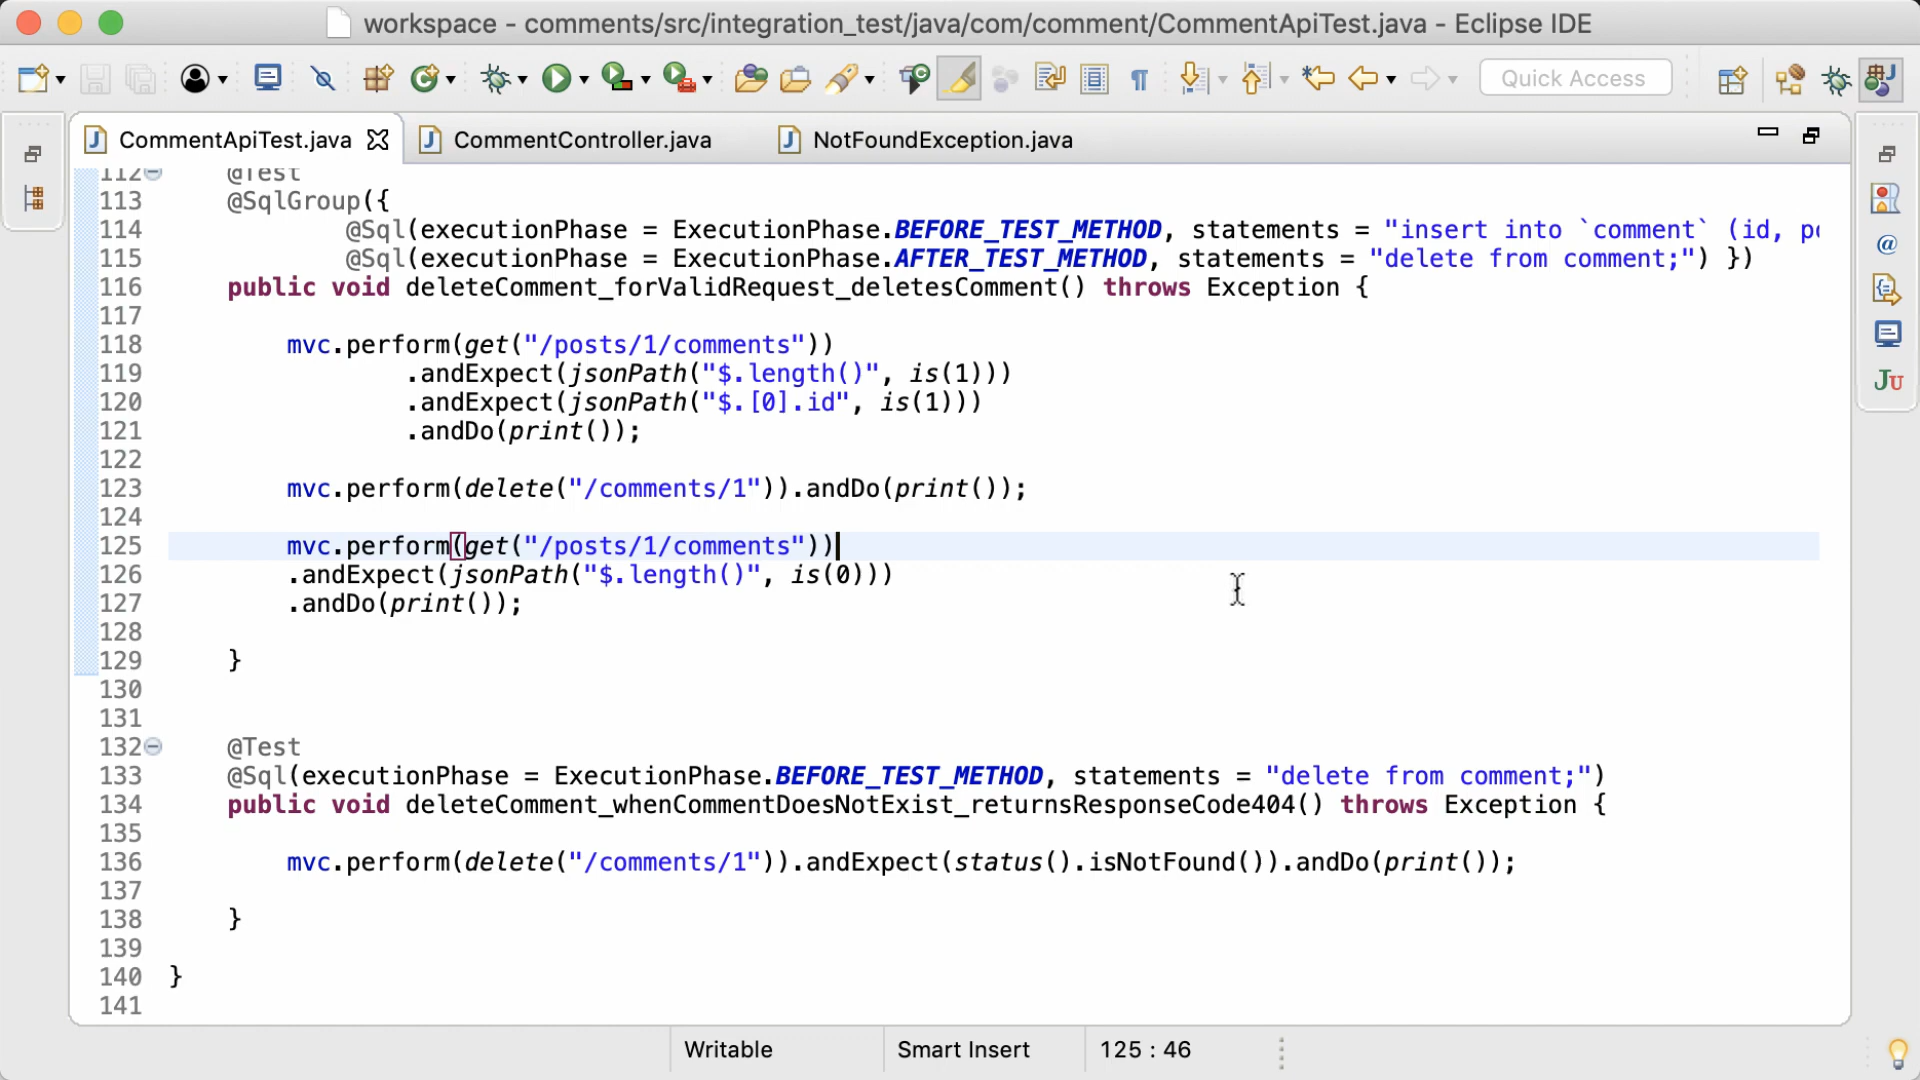 workspace - comments/src/integration_test/java/com/comment/CommentApiTest.java - Eclipse IDE
Quick Access
CommentApiTest.java
CommentController.java
NotFoundException.java
112 @Test
113 @SqlGroup({
114 @Sql(executionPhase = ExecutionPhase.BEFORE_TEST_METHOD, statements = "insert into `comment` (id,
115 @Sql(executionPhase = ExecutionPhase.AFTER_TEST_METHOD, statements = "delete from comment;") })
116 public void deleteComment_forValidRequest_deletesComment() throws Exception {
117
118 mvc.perform(get("/posts/1/comments"))
119 .andExpect(jsonPath("$.length()", is(1)))
120 .andExpect(jsonPath("$.[0].id", is(1)))
121 .andDo(print());
122
123 mvc.perform(delete("/comments/1")).andDo(print());
124
125 mvc.perform(get("/posts/1/comments"))
126 .andExpect(jsonPath("$.length()", is(0)))
127 .andDo(print());
128
129 }
130
131
132 @Test
133 @Sql(executionPhase = ExecutionPhase.BEFORE_TEST_METHOD, statements = "delete from comment;")
134 public void deleteComment_whenCommentDoesNotExist_returnsResponseCode404() throws Exception {
135
136 mvc.perform(delete("/comments/1")).andExpect(status().isNotFound()).andDo(print());
137
138 }
139
140 }
141
Writable
Smart Insert
125 : 46